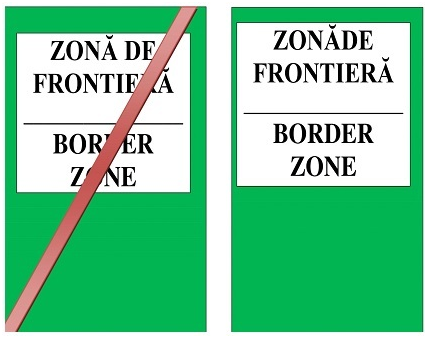 ZONĂ DE
FRONTIERĂ
BORDER
ZONE
ZONĂDE
FRONTIERĂ
BORDER
ZONE